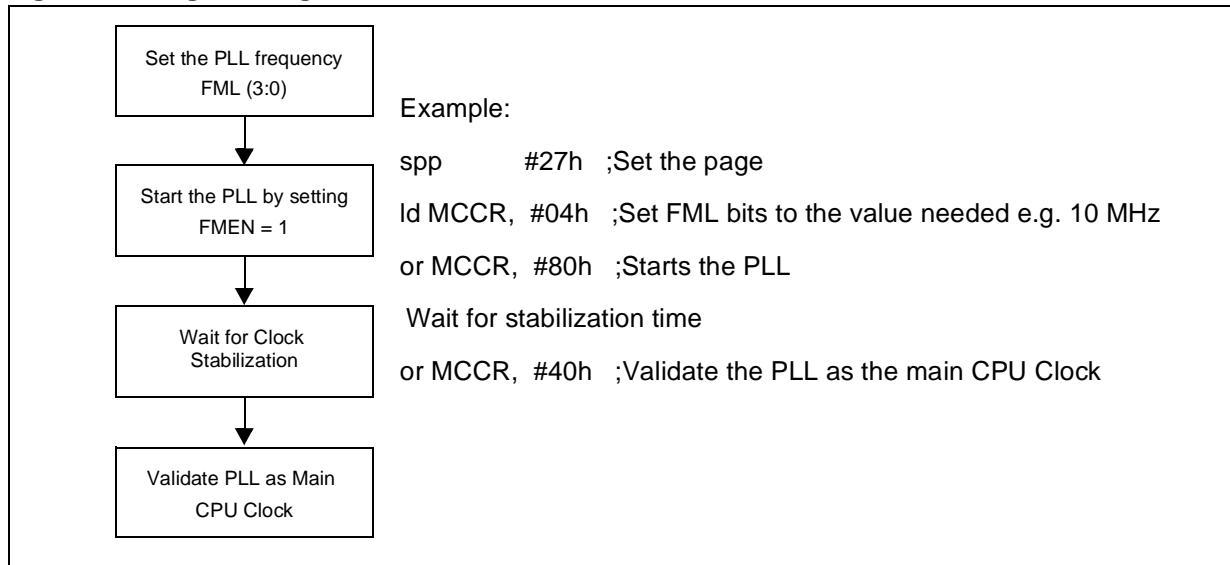 Set the PLL frequency
FML (3:0)
Start the PLL by setting
FMEN = 1
Wait for Clock
Stabilization
Validate PLL as Main
CPU Clock
Example:
spp #27h ;Set the page
ld MCCR, #04h ;Set FML bits to the value needed e.g. 10 MHz
or MCCR, #80h ;Starts the PLL
Wait for stabilization time
or MCCR, #40h ;Validate the PLL as the main CPU Clock